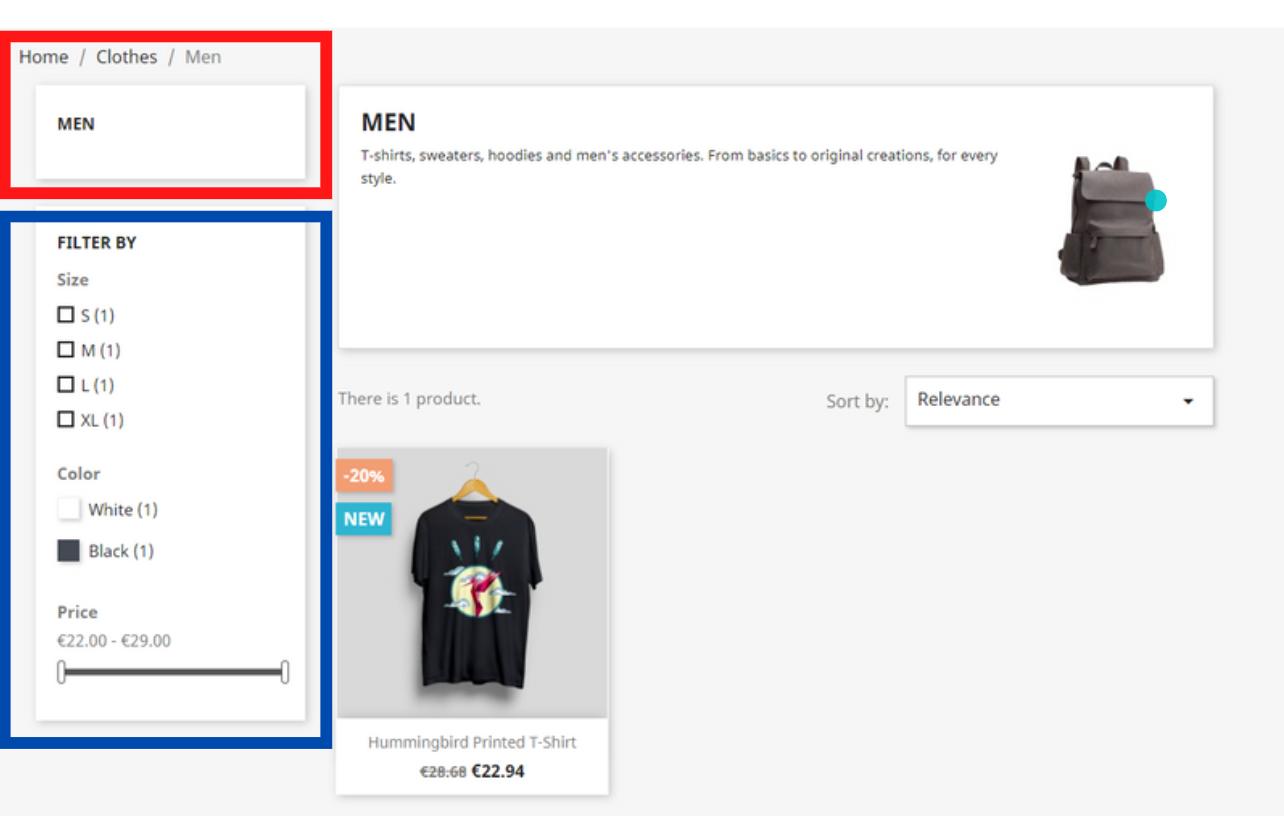 Home / Clothes / Men
MEN
FILTER BY
Size
S (1)
M (1)
L (1)
XL (1)
Color
White (1)
Black (1)
Price
€22.00 - €29.00
MEN
T-shirts, sweaters, hoodies and men's accessories. From basics to original creations, for every
style.
There is 1 product.
Sort by: Relevance
-20%
NEW
Hummingbird Printed T-Shirt
€28.68 €22.94